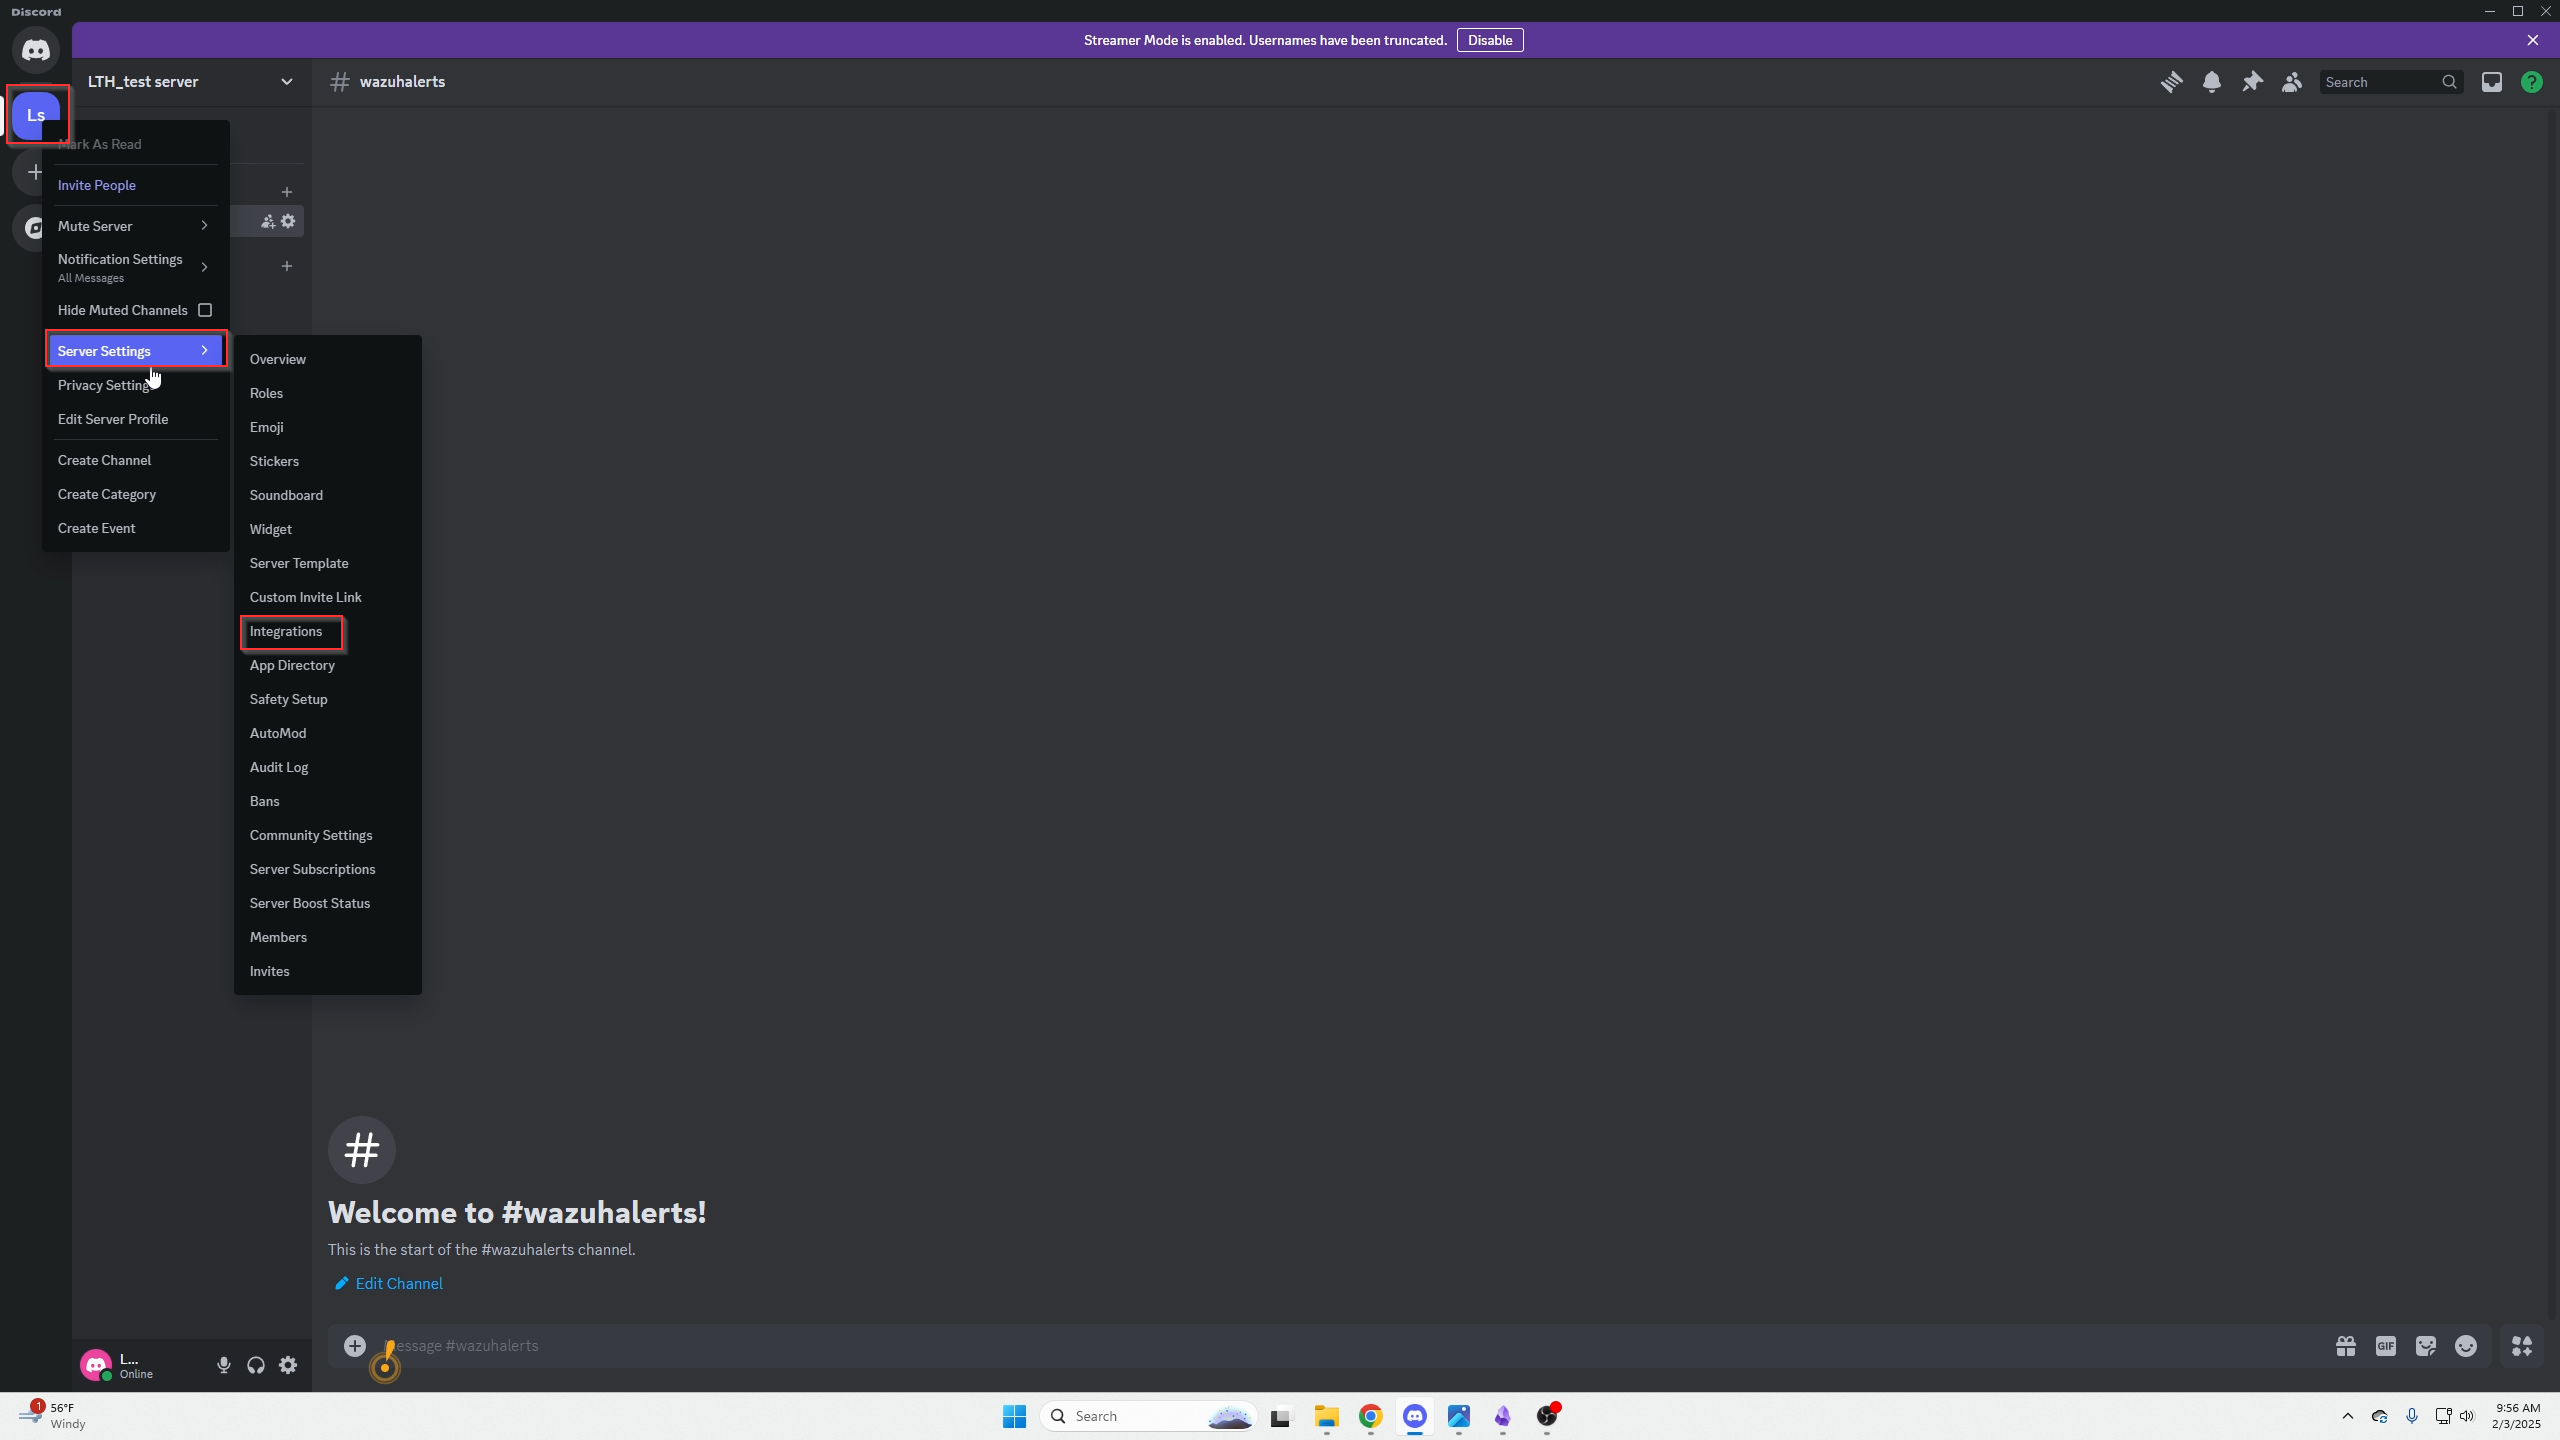 Discord
Streamer Mode is enabled. Usernames have been truncated. Disable
LTH_test server
wazuhalerts
Search
Ls
Mark As Read
Invite People
Mute Server
Notification Settings
All Messages
Hide Muted Channels
Server Settings
Privacy Settings
Edit Server Profile
Create Channel
Create Category
Create Event
Overview
Roles
Emoji
Stickers
Soundboard
Widget
Server Template
Custom Invite Link
Integrations
App Directory
Safety Setup
AutoMod
Audit Log
Bans
Community Settings
Server Subscriptions
Server Boost Status
Members
Invites
#
Welcome to #wazuhalerts!
This is the start of the #wazuhalerts channel.
Edit Channel
Message #wazuhalerts
GIF
L...
Online
1
56°F
Windy
Search
9:56 AM
2/3/2025